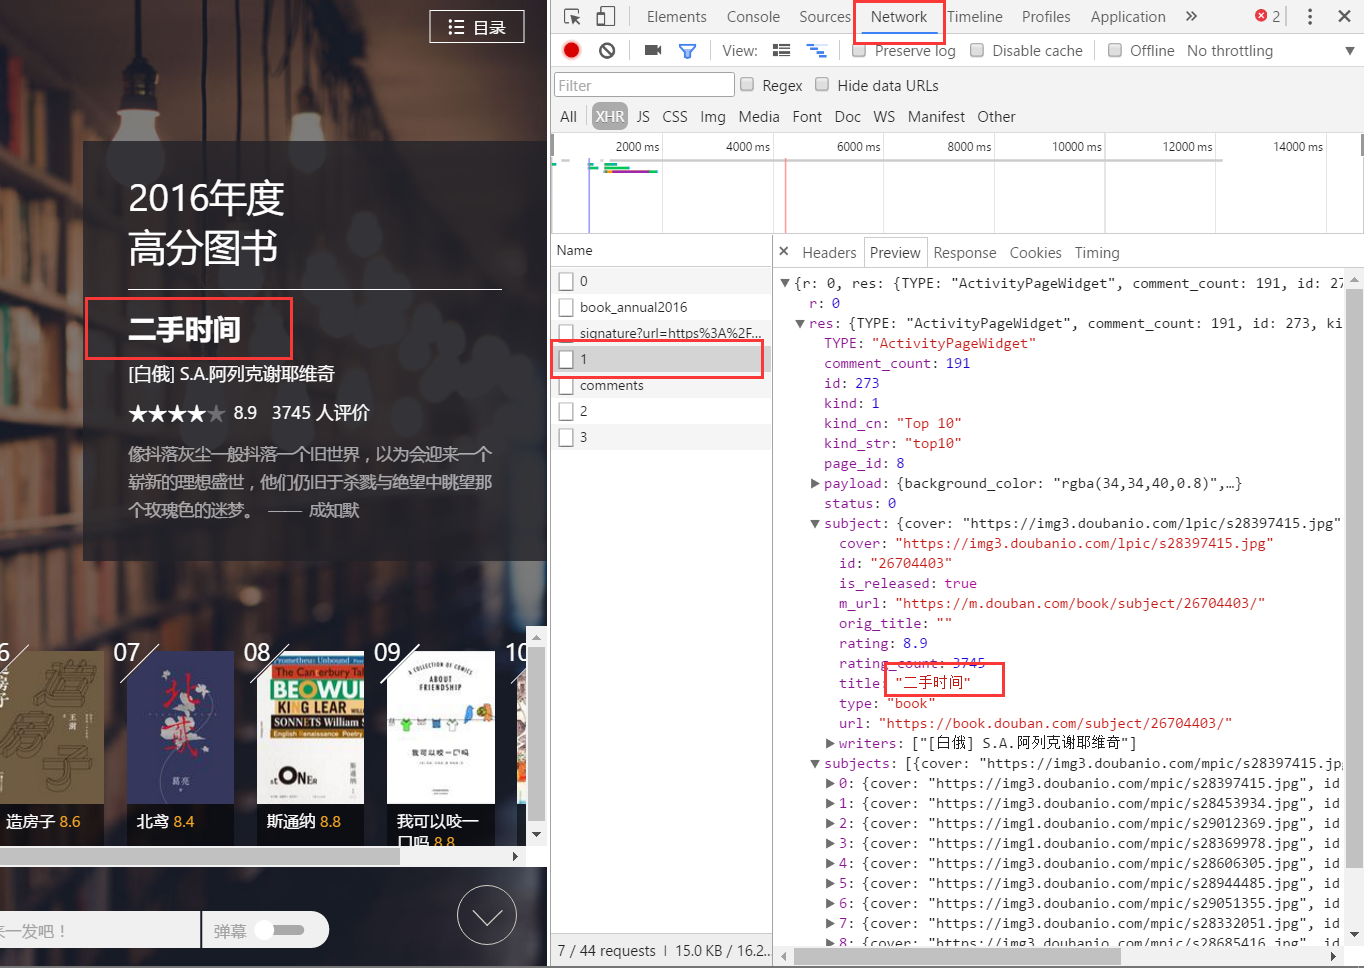 目录
2016年度
高分图书
二手时间
[白俄] S.A.阿列克谢耶维奇
8.9 3745 人评价
像抖落灰尘一般抖落一个旧世界，以为会迎来一个
崭新的理想盛世，他们仍旧于杀戮与绝望中眺望那
个玫瑰色的迷梦。 —— 成知默
6 07 08 09 10
造房子 8.6
北鸢 8.4
斯通纳 8.8
我可以咬一
口吗 8.8
来一发吧！
弹幕
Elements Console Sources Network Timeline Profiles Application » 2
View: Preserve log Disable cache Offline No throttling
Filter Regex Hide data URLs
All XHR JS CSS Img Media Font Doc WS Manifest Other
2000 ms 4000 ms 6000 ms 8000 ms 10000 ms 12000 ms 14000 ms
Name
0
book_annual2016
signature?url=https%3A%2F...
1
comments
2
3
7 / 44 requests | 15.0 KB / 16.2...
× Headers Preview Response Cookies Timing
▼{r: 0, res: {TYPE: "ActivityPageWidget", comment_count: 191, id: 27
r: 0
▼res: {TYPE: "ActivityPageWidget", comment_count: 191, id: 273, ki
TYPE: "ActivityPageWidget"
comment_count: 191
id: 273
kind: 1
kind_cn: "Top 10"
kind_str: "top10"
page_id: 8
▶payload: {background_color: "rgba(34,34,40,0.8)",…}
status: 0
▼subject: {cover: "https://img3.doubanio.com/lpic/s28397415.jpg"
cover: "https://img3.doubanio.com/lpic/s28397415.jpg"
id: "26704403"
is_released: true
m_url: "https://m.douban.com/book/subject/26704403/"
orig_title: ""
rating: 8.9
rating_count: 3745
title: "二手时间"
type: "book"
url: "https://book.douban.com/subject/26704403/"
▶writers: ["[白俄] S.A.阿列克谢耶维奇"]
▼subjects: [{cover: "https://img3.doubanio.com/mpic/s28397415.jp
▶0: {cover: "https://img3.doubanio.com/mpic/s28397415.jpg", id
▶1: {cover: "https://img3.doubanio.com/mpic/s28453934.jpg", id
▶2: {cover: "https://img1.doubanio.com/mpic/s29012369.jpg", id
▶3: {cover: "https://img1.doubanio.com/mpic/s28369978.jpg", id
▶4: {cover: "https://img3.doubanio.com/mpic/s28606305.jpg", id
▶5: {cover: "https://img3.doubanio.com/mpic/s28944485.jpg", id
▶6: {cover: "https://img3.doubanio.com/mpic/s29051355.jpg", id
▶7: {cover: "https://img3.doubanio.com/mpic/s28332051.jpg", id
▶8: {cover: "https://img3.doubanio.com/mpic/s28685416.jpg", id